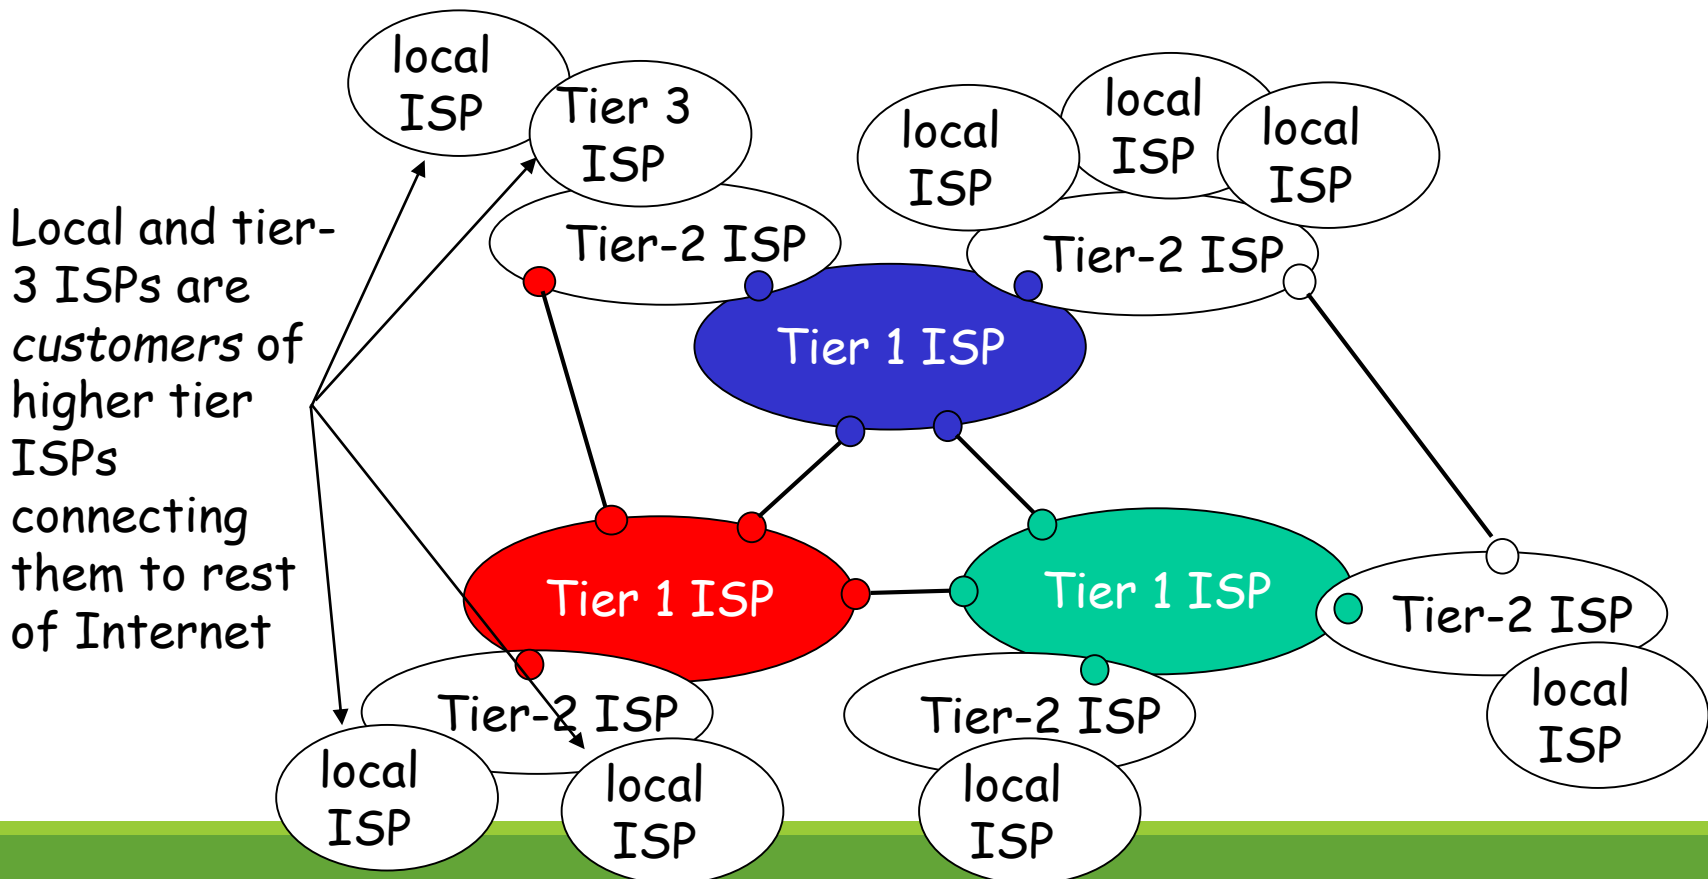 local
ISP
Tier 3
ISP
local
ISP
local
ISP
local
ISP
Local and tier-
3 ISPs are
customers of
higher tier
ISPs
connecting
them to rest
of Internet
Tier-2 ISP
Tier-2 ISP
Tier 1 ISP
Tier 1 ISP
Tier 1 ISP
Tier-2 ISP
Tier-2 ISP
Tier-2 ISP
local
ISP
local
ISP
local
ISP
local
ISP